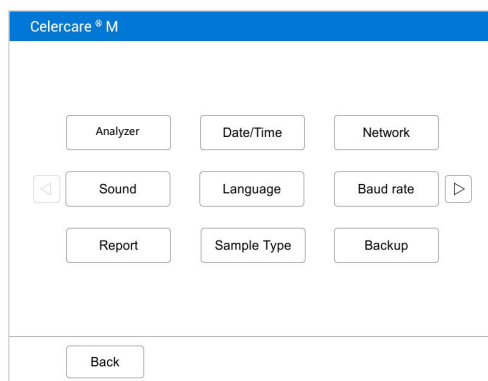 Celercare ® M
Analyzer Date/Time Network
Sound Language Baud rate
Report Sample Type Backup
Back